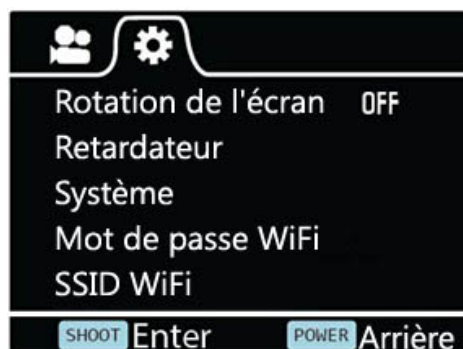 Rotation de l'écran OFF
Retardateur
Système
Mot de passe WiFi
SSID WiFi
SHOOT Enter POWER Arrière